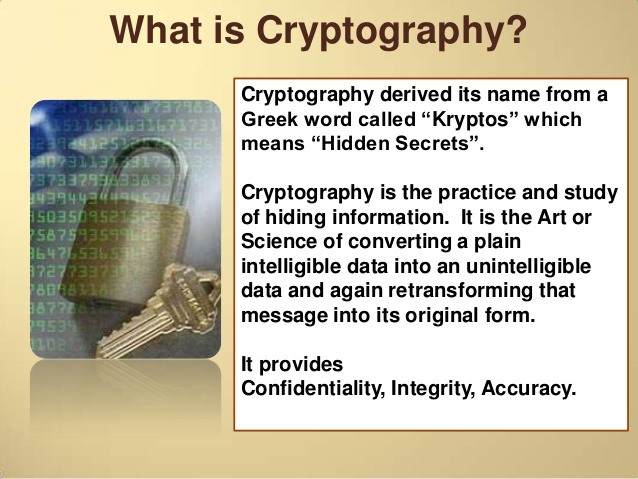 What is Cryptography?
Cryptography derived its name from a
Greek word called “Kryptos” which
means “Hidden Secrets”.
Cryptography is the practice and study
of hiding information.  It is the Art or
Science of converting a plain
intelligible data into an unintelligible
data and again retransforming that
message into its original form.
It provides
Confidentiality, Integrity, Accuracy.